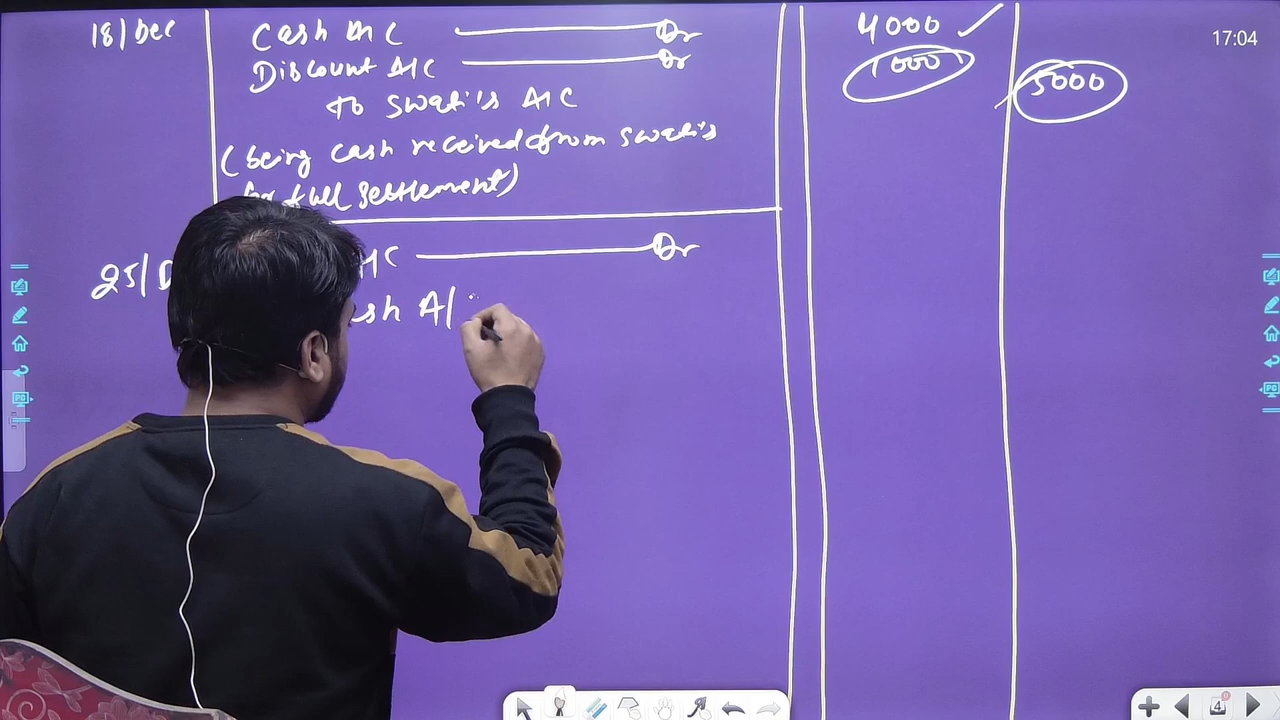 17:04
18/Dec Cash A/C Dr 4000
Discount A/C Dr 1000 5000
to Swati's A/C
(being cash received from Swati's
full settlement)
25/D A/C Dr
sh A/
4